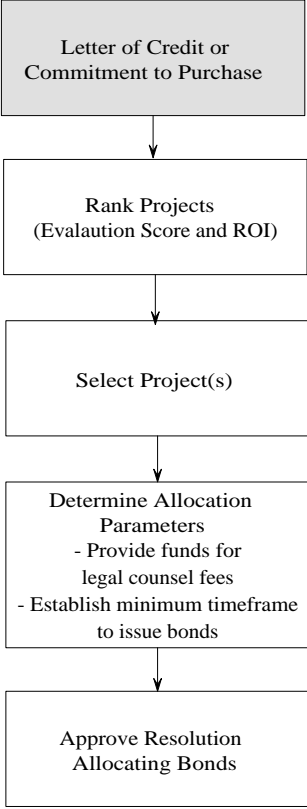 Letter of Credit or
Commitment to Purchase
Rank Projects
(Evalaution Score and ROI)
Select Project(s)
Determine Allocation
Parameters
- Provide funds for
legal counsel fees
- Establish minimum timeframe
to issue bonds
Approve Resolution
Allocating Bonds